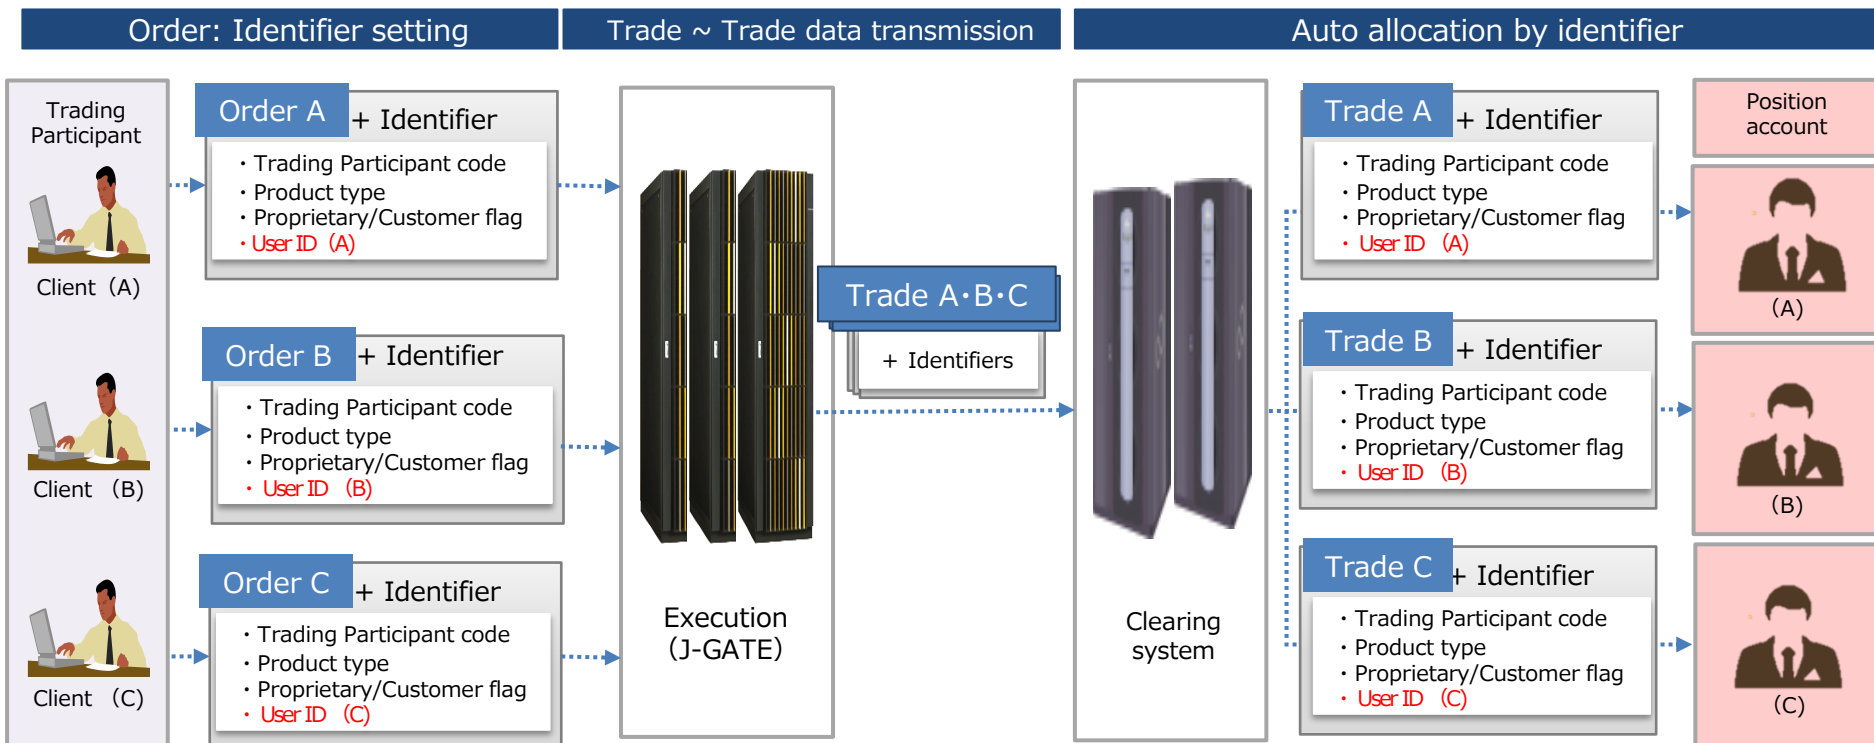 Order: Identifier setting
Trade ~ Trade data transmission
Auto allocation by identifier
Trading
Participant
Client（A）
Client （B）
Client （C）
Order A
+ Identifier
・Trading Participant code
・Product type
・Proprietary/Customer flag
・User ID（A）
Order B
+ Identifier
・Trading Participant code
・Product type
・Proprietary/Customer flag
・User ID （B）
Order C
+ Identifier
・Trading Participant code
・Product type
・Proprietary/Customer flag
・User ID （C）
Execution
（J-GATE）
Trade A･B･C
+ Identifiers
Clearing
system
Trade A
+ Identifier
・Trading Participant code
・Product type
・Proprietary/Customer flag
・User ID （A）
Trade B
+ Identifier
・Trading Participant code
・Product type
・Proprietary/Customer flag
・User ID （B）
Trade C
+ Identifier
・Trading Participant code
・Product type
・Proprietary/Customer flag
・User ID （C）
Position
account
（A）
（B）
（C）